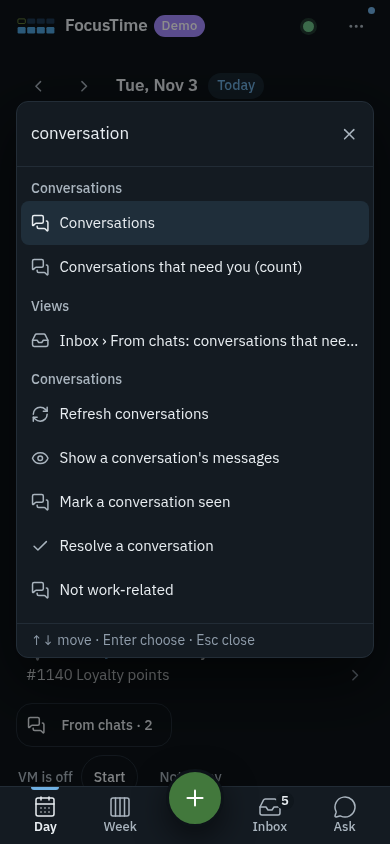 FocusTime Demo
Tue, Nov 3 Today
conversation
Conversations
Conversations
Conversations that need you (count)
Views
Inbox › From chats: conversations that nee...
Conversations
Refresh conversations
Show a conversation's messages
Mark a conversation seen
Resolve a conversation
Not work-related
↑↓ move · Enter choose · Esc close
#1140 Loyalty points
From chats · 2
VM is off Start
Day Week Inbox 5 Ask